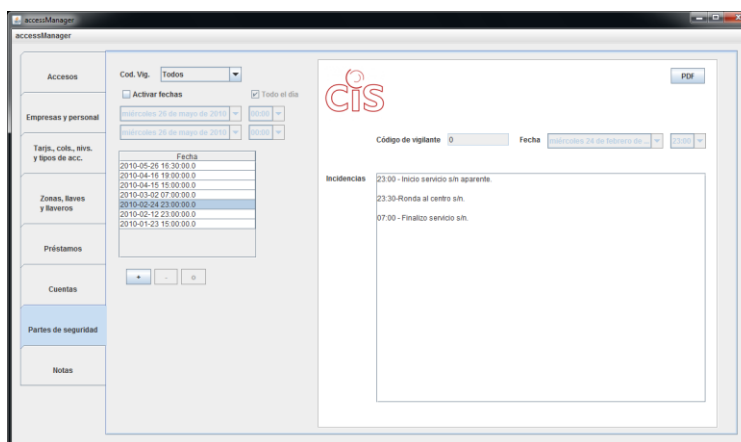 accessManager
accessManager
Accesos
Empresas y personal
Tarjs., cols., nivs.
y tipos de acc.
Zonas, llaves
y llaveros
Préstamos
Cuentas
Partes de seguridad
Notas
Cod. Vig. Todos
Activar fechas Todo el día
miércoles 26 de mayo de 2010 00:00
miércoles 26 de mayo de 2010 00:00
Fecha
2010-05-26 16:30:00.0
2010-04-16 19:00:00.0
2010-04-15 15:00:00.0
2010-03-02 07:00:00.0
2010-02-24 23:00:00.0
2010-02-12 23:00:00.0
2010-01-23 15:00:00.0
+ -
CIS
PDF
Código de vigilante 0 Fecha miércoles 24 de febrero de ... 23:00
Incidencias
23:00 - Inicio servicio s/n aparente.
23:30-Ronda al centro s/n.
07:00 - Finalizo servicio s/n.